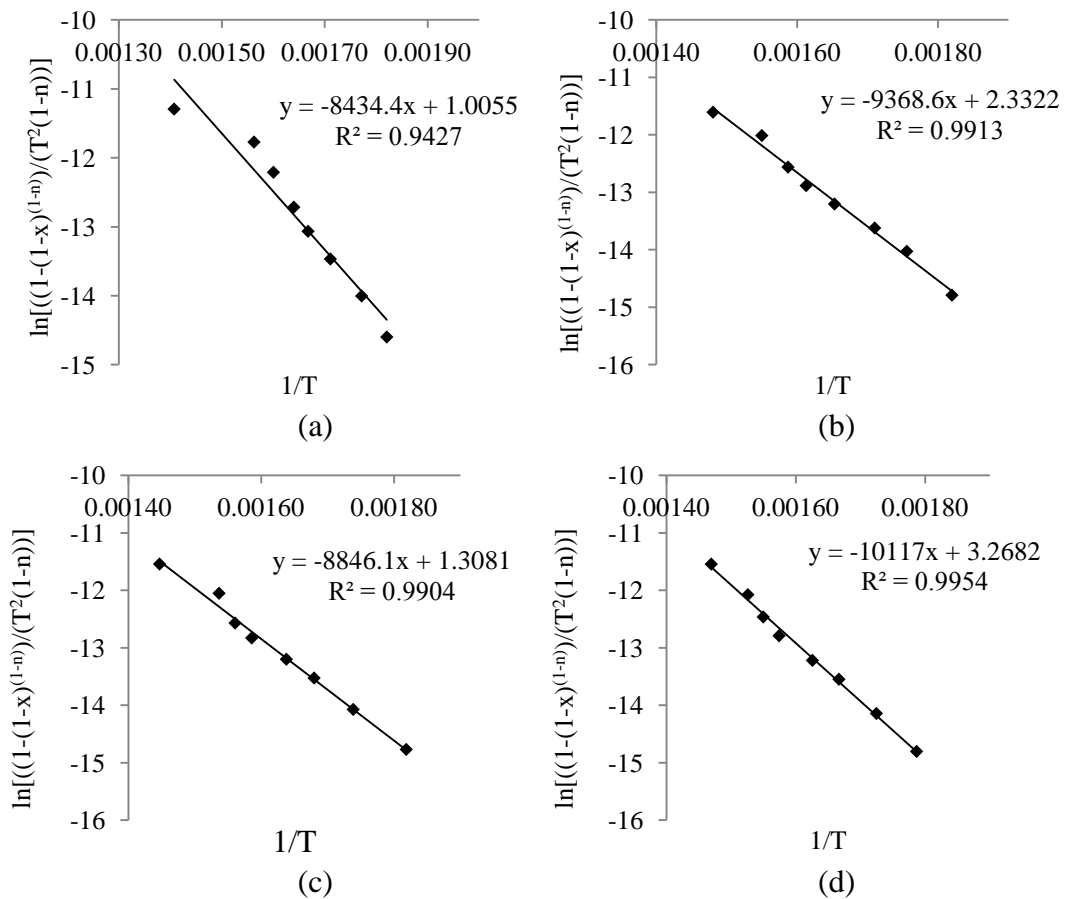 -10
0.00130 0.00150 0.00170 0.00190
-11
-12
-13
-14
-15
ln[((1-(1-x)^(1-n))/(T²(1-n))]
y = -8434.4x + 1.0055
R² = 0.9427
1/T
(a)
-10
0.00140 0.00160 0.00180
-11
-12
-13
-14
-15
-16
ln[((1-(1-x)^(1-n))/(T²(1-n))]
y = -9368.6x + 2.3322
R² = 0.9913
1/T
(b)
-10
0.00140 0.00160 0.00180
-11
-12
-13
-14
-15
-16
ln[((1-(1-x)^(1-n))/(T²(1-n))]
y = -8846.1x + 1.3081
R² = 0.9904
1/T
(c)
-10
0.00140 0.00160 0.00180
-11
-12
-13
-14
-15
-16
ln[((1-(1-x)^(1-n))/(T²(1-n))]
y = -10117x + 3.2682
R² = 0.9954
1/T
(d)